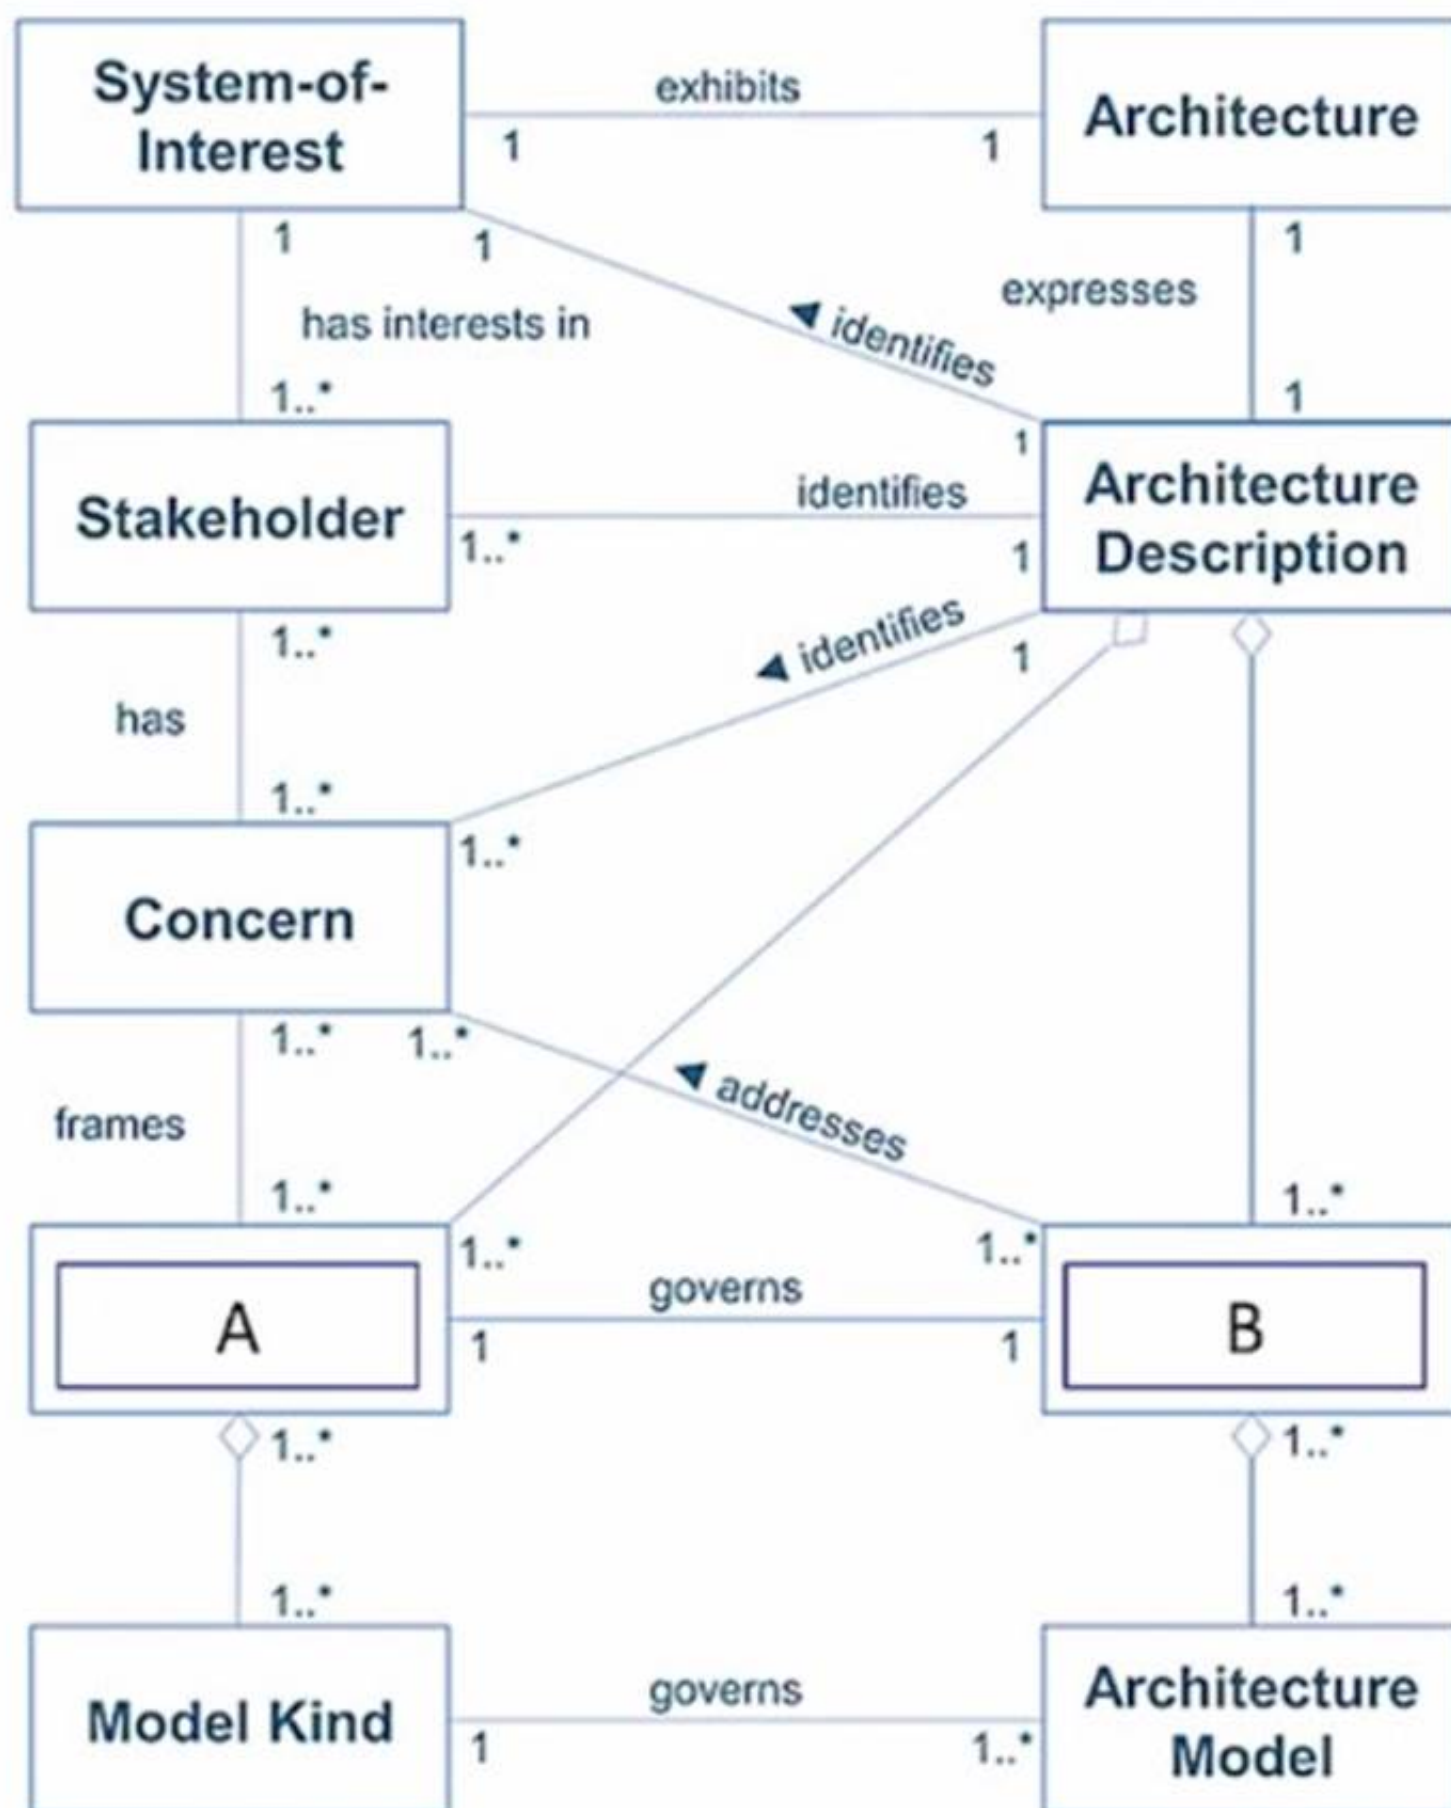 System-of-
Interest
exhibits
1
1
Architecture
1
1
has interests in
identifies
expresses
1
1..*
1
Stakeholder
1..*
identifies
1
1
Architecture
Description
1..*
has
identifies
1
1..*
1..*
Concern
1..*
1..*
frames
addresses
1..*
1..*
1..*
1..*
A
governs
1
1
B
1..*
1..*
1..*
1..*
Model Kind
governs
1
1..*
Architecture
Model